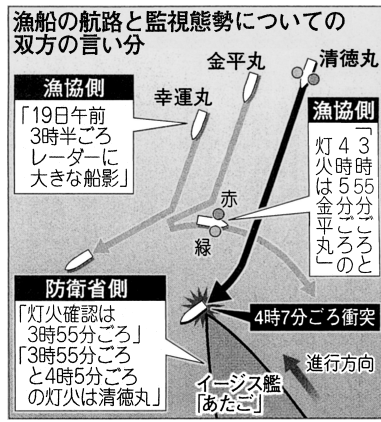 漁船の航路と監視態勢についての
双方の言い分
清徳丸
金平丸
幸運丸
漁協側
「19日午前
3時半ごろ
レーダーに
大きな船影」
漁協側
「3時55分ごろと
4時5分ごろの
灯火は金平丸」
赤
緑
防衛省側
「灯火確認は
3時55分ごろ」
「3時55分ごろ
と4時5分ごろ
の灯火は清徳丸」
4時7分ごろ衝突
進行方向
イージス艦
「あたご」